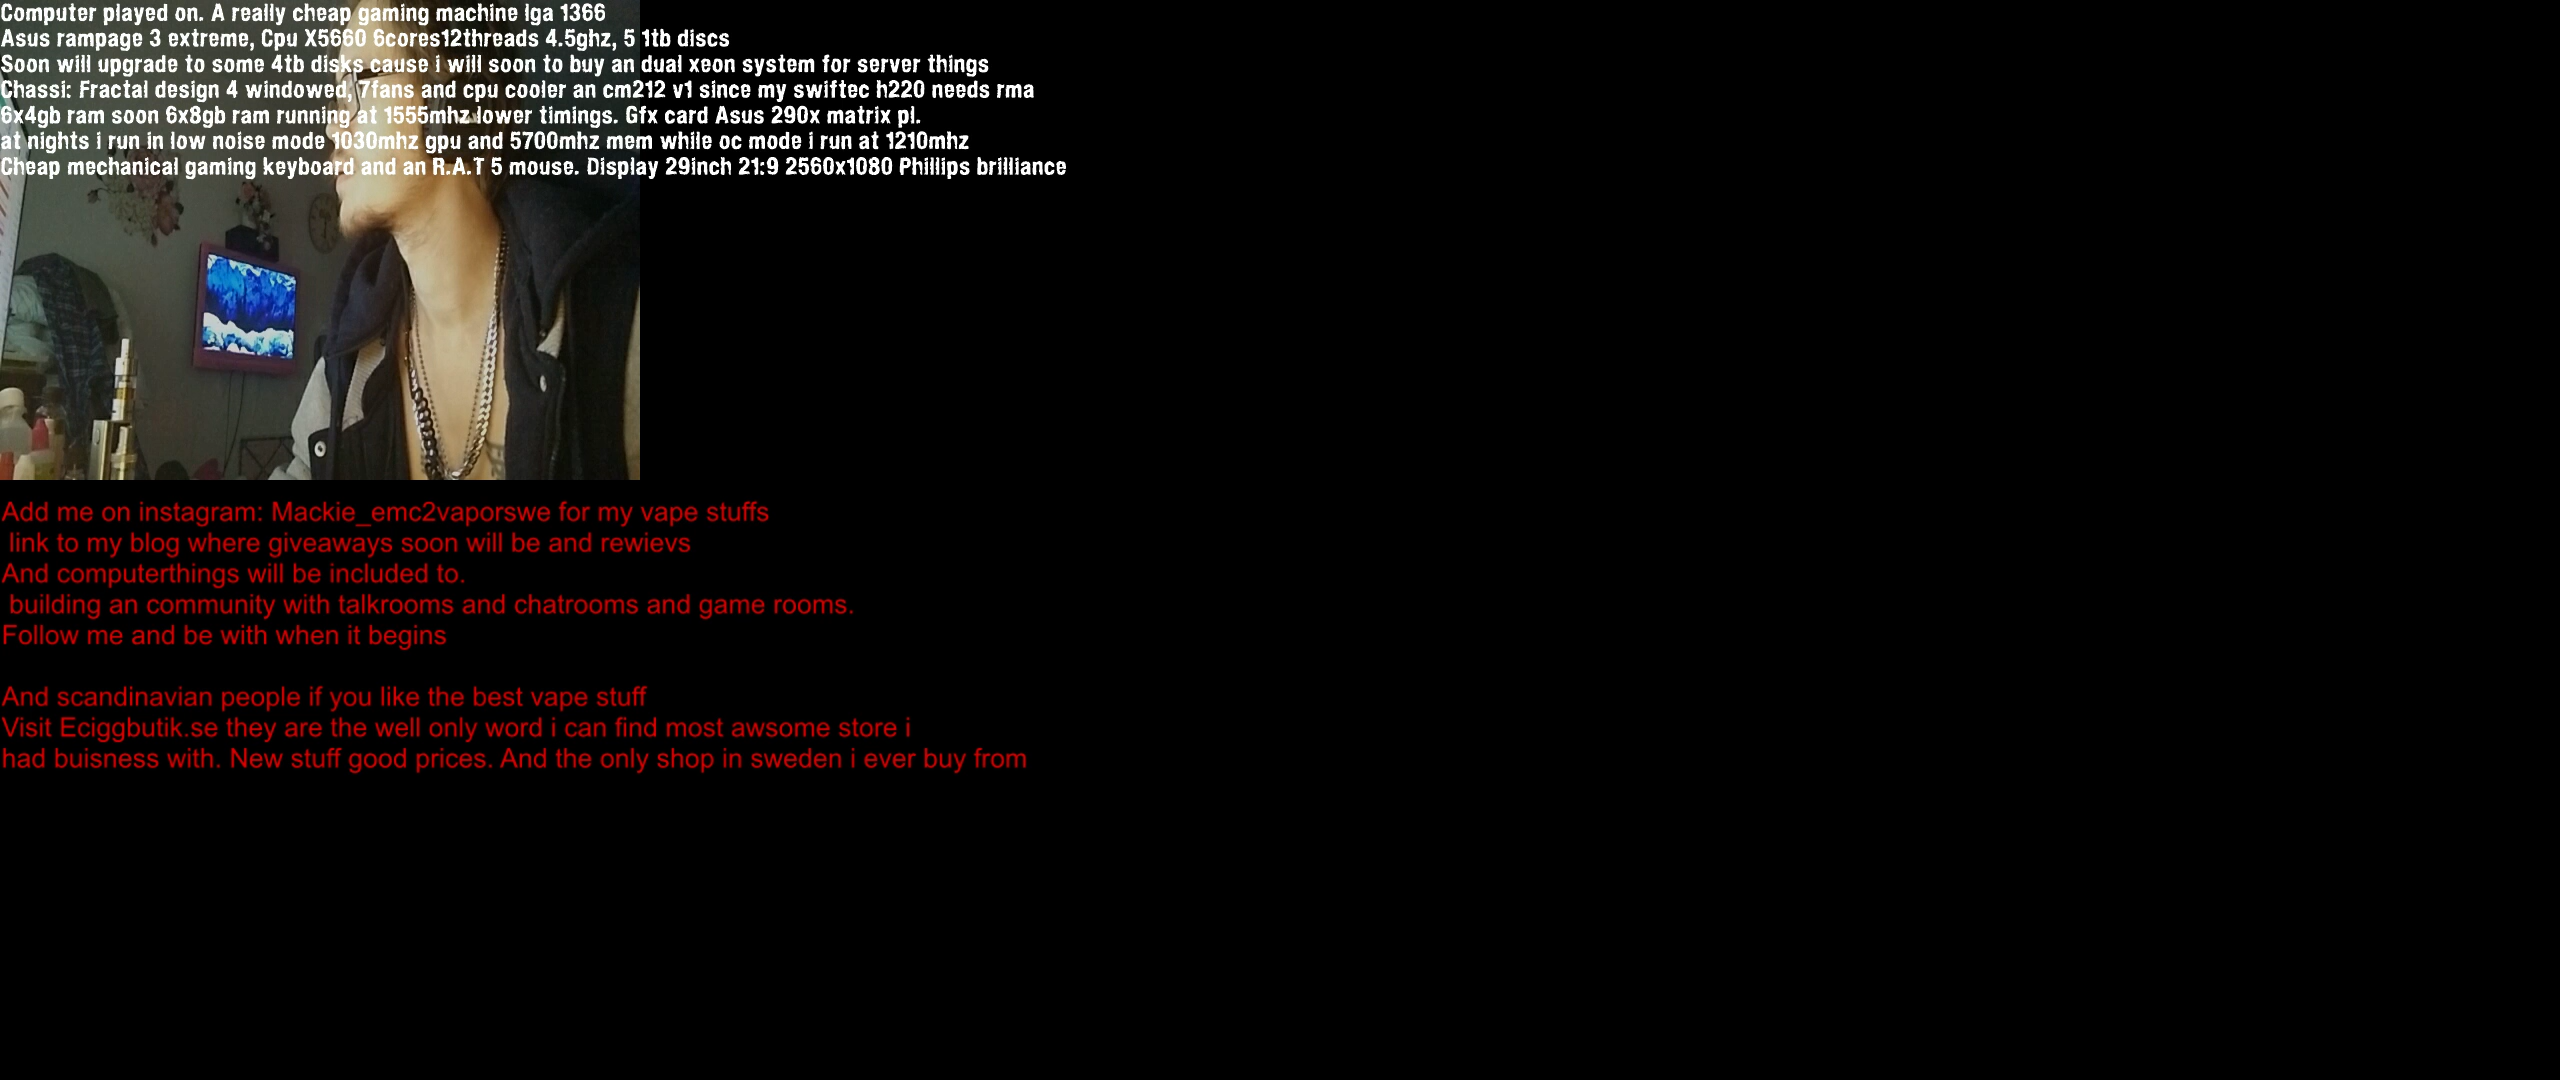 Computer played on. A really cheap gaming machine lga 1366
Asus rampage 3 extreme, Cpu X5660 6cores12threads 4.5ghz, 5 1tb discs
Soon will upgrade to some 4tb disks cause i will soon to buy an dual xeon system for server things
Chassi: Fractal design 4 windowed, 7fans and cpu cooler an cm212 v1 since my swiftec h220 needs rma
6x4gb ram soon 6x8gb ram running at 1555mhz lower timings. Gfx card Asus 290x matrix pl.
at nights i run in low noise mode 1030mhz gpu and 5700mhz mem while oc mode i run at 1210mhz
Cheap mechanical gaming keyboard and an R.A.T 5 mouse. Display 29inch 21:9 2560x1080 Phillips brilliance
Add me on instagram: Mackie_emc2vaporswe for my vape stuffs
link to my blog where giveaways soon will be and rewievs
And computerthings will be included to.
building an community with talkrooms and chatrooms and game rooms.
Follow me and be with when it begins
And scandinavian people if you like the best vape stuff
Visit Eciggbutik.se they are the well only word i can find most awsome store i
had buisness with. New stuff good prices. And the only shop in sweden i ever buy from